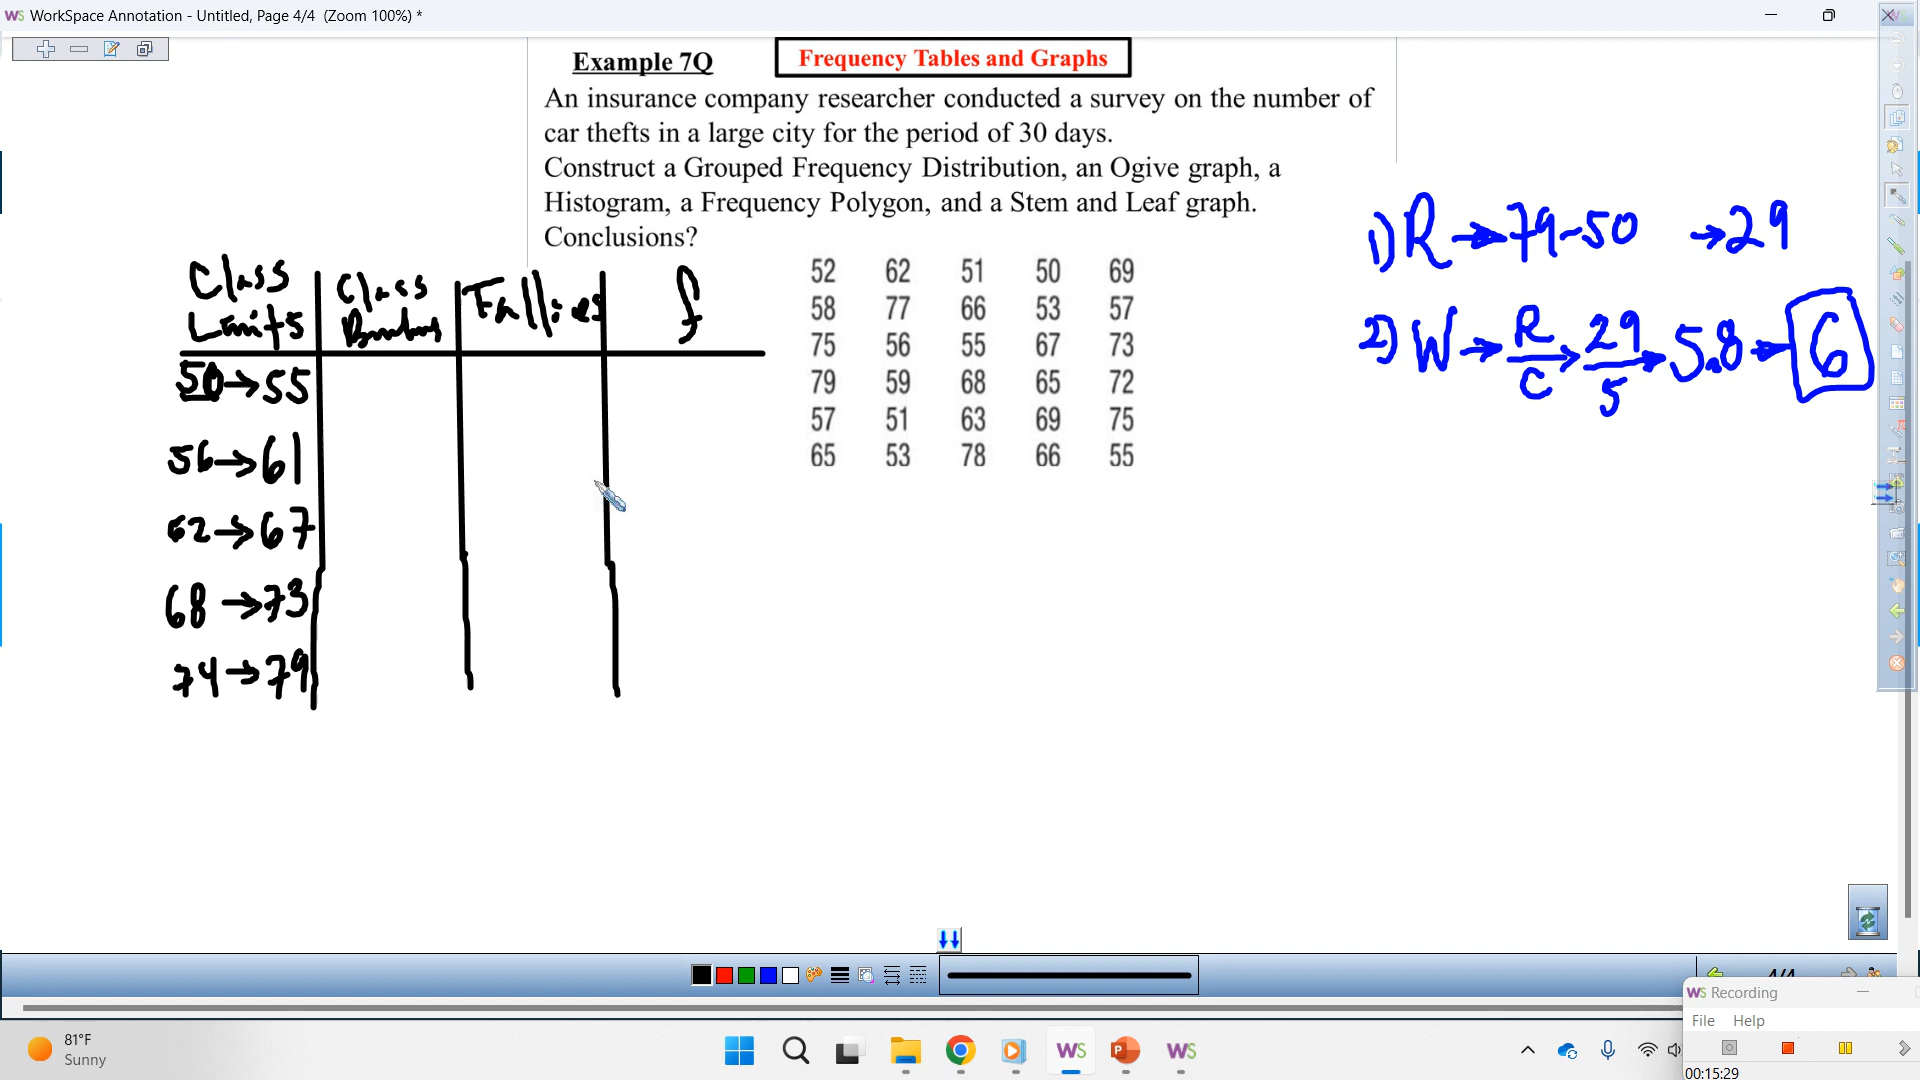 WS WorkSpace Annotation - Untitled, Page 4/4 (Zoom 100%) *
Example 7Q
Frequency Tables and Graphs
An insurance company researcher conducted a survey on the number of
car thefts in a large city for the period of 30 days.
Construct a Grouped Frequency Distribution, an Ogive graph, a
Histogram, a Frequency Polygon, and a Stem and Leaf graph.
Conclusions?
52 62 51 50 69
58 77 66 53 57
75 56 55 67 73
79 59 68 65 72
57 51 63 69 75
65 53 78 66 55
Class Limits
Class
Tallies
f
50→55
56→61
62→67
68→73
74→79
1) R→79-50 →29
2) W→R/C→29/5→5.8→6
4/4
WS Recording
File Help
00:15:29
81°F
Sunny
WS
P
WS